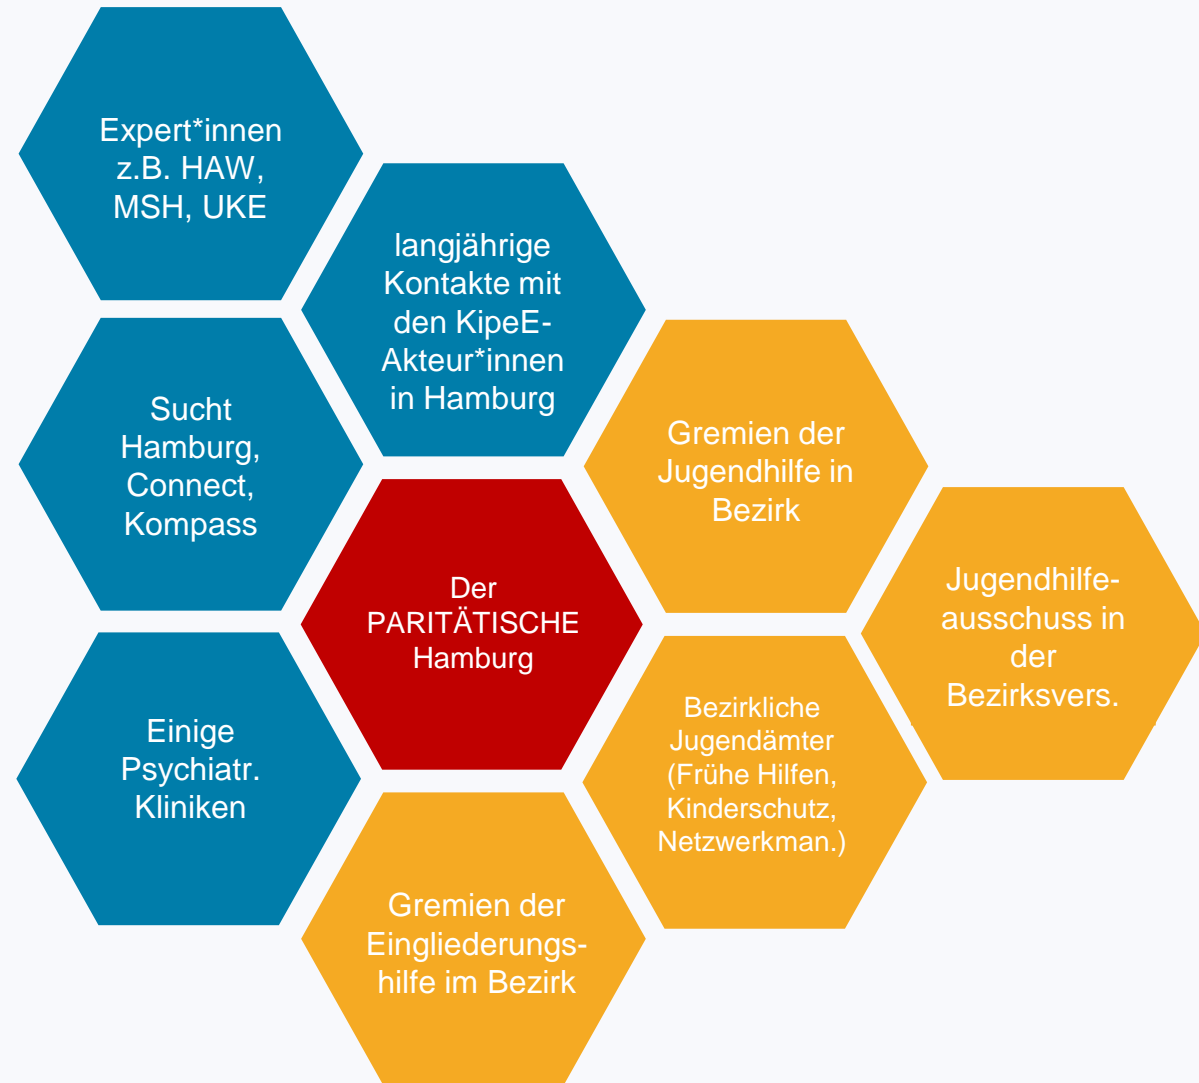 Expert*innen
z.B. HAW,
MSH, UKE
langjährige
Kontakte mit
den KipeE-
Akteur*innen
in Hamburg
Sucht
Hamburg,
Connect,
Kompass
Gremien der
Jugendhilfe in
Bezirk
Der
PARITÄTISCHE
Hamburg
Jugendhilfe-
ausschuss in
der
Bezirksvers.
Einige
Psychiatr.
Kliniken
Bezirkliche
Jugendämter
(Frühe Hilfen,
Kinderschutz,
Netzwerkman.)
Gremien der
Eingliederungs-
hilfe im Bezirk